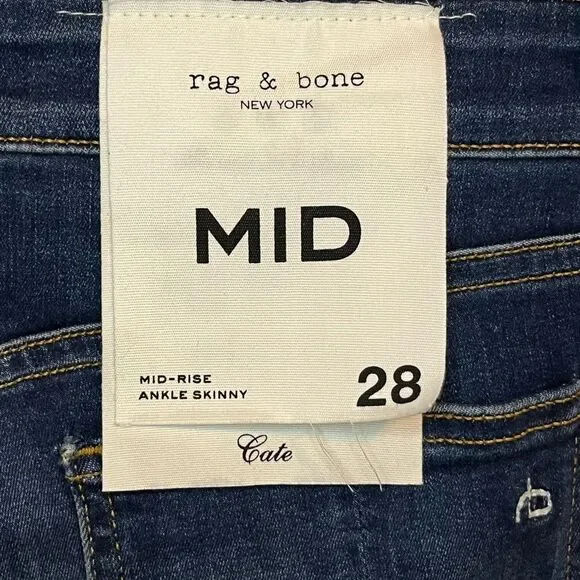 rag & bone
NEW YORK
MID
MID-RISE
ANKLE SKINNY
28
Cate